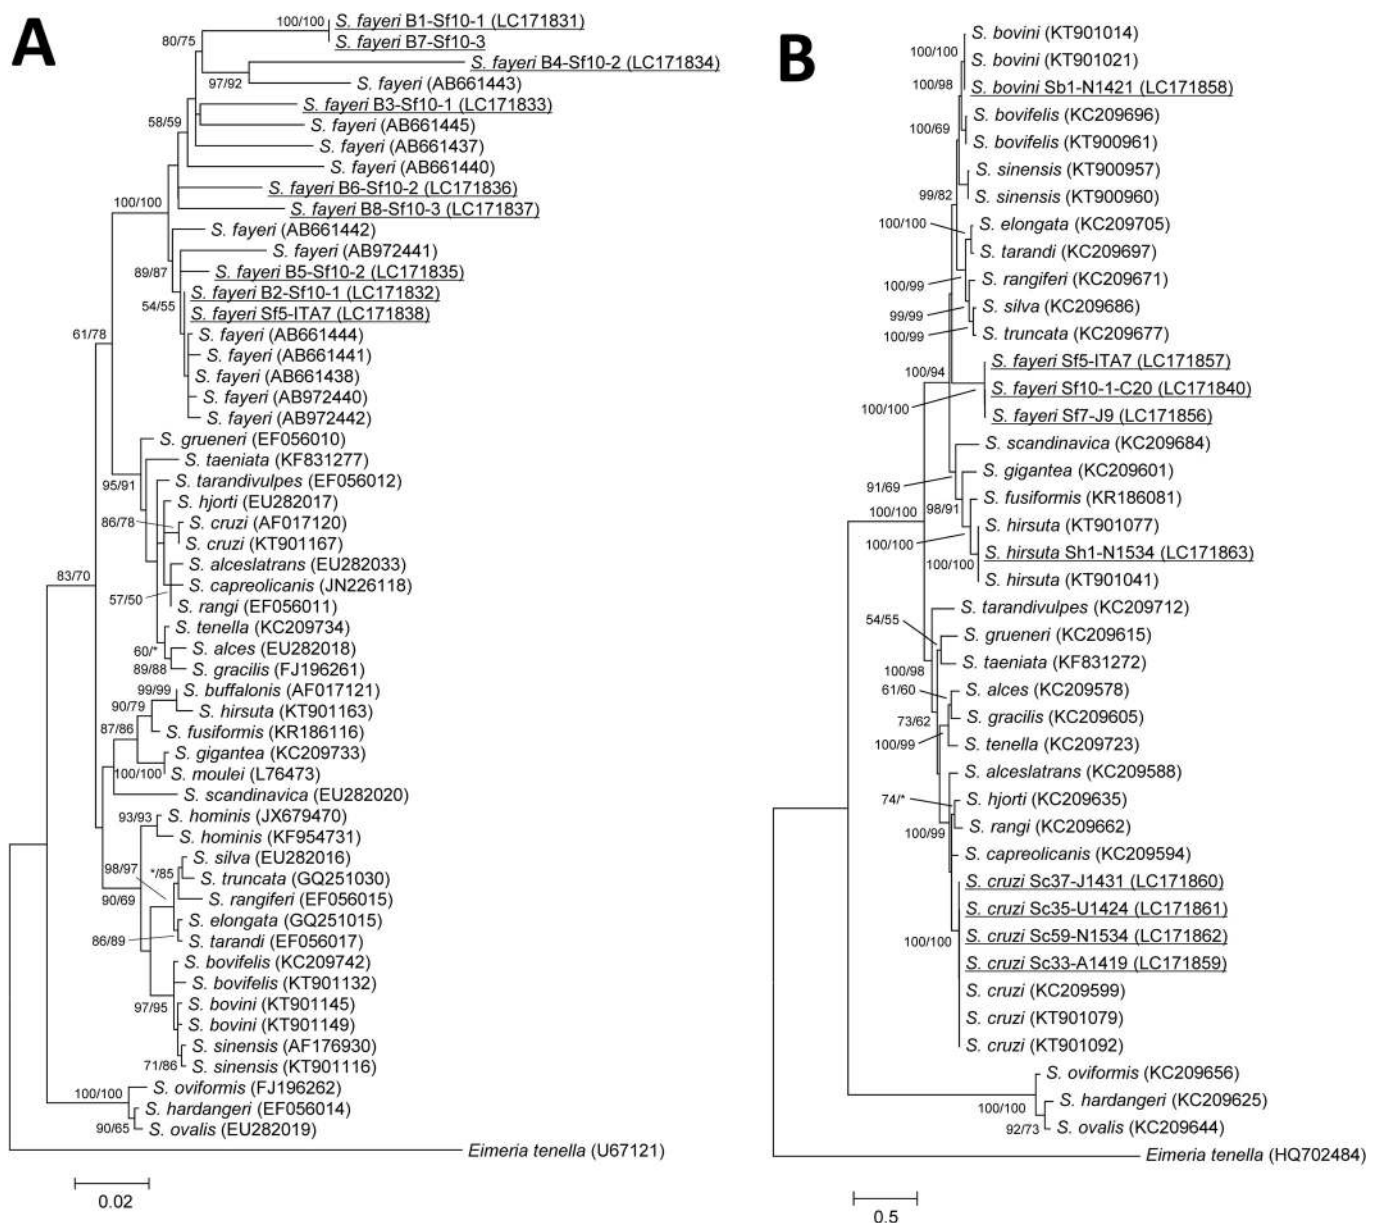 A
100/100
S. fayeri B1-Sf10-1 (LC171831)
80/75
S. fayeri B7-Sf10-3
S. fayeri B4-Sf10-2 (LC171834)
97/92
S. fayeri (AB661443)
S. fayeri B3-Sf10-1 (LC171833)
58/59
S. fayeri (AB661445)
S. fayeri (AB661437)
S. fayeri (AB661440)
S. fayeri B6-Sf10-2 (LC171836)
100/100
S. fayeri B8-Sf10-3 (LC171837)
S. fayeri (AB661442)
S. fayeri (AB972441)
89/87
S. fayeri B5-Sf10-2 (LC171835)
S. fayeri B2-Sf10-1 (LC171832)
54/55
S. fayeri Sf5-ITA7 (LC171838)
61/78
S. fayeri (AB661444)
S. fayeri (AB661441)
S. fayeri (AB661438)
S. fayeri (AB972440)
S. fayeri (AB972442)
S. grueneri (EF056010)
S. taeniata (KF831277)
95/91
S. tarandivulpes (EF056012)
S. hjorti (EU282017)
86/78
S. cruzi (AF017120)
S. cruzi (KT901167)
S. alceslatrans (EU282033)
83/70
S. capreolicanis (JN226118)
57/50
S. rangi (EF056011)
S. tenella (KC209734)
60/*
S. alces (EU282018)
89/88
S. gracilis (FJ196261)
99/99
S. buffalonis (AF017121)
90/79
S. hirsuta (KT901163)
87/86
S. fusiformis (KR186116)
S. gigantea (KC209733)
100/100
S. moulei (L76473)
S. scandinavica (EU282020)
93/93
S. hominis (JX679470)
S. hominis (KF954731)
S. silva (EU282016)
98/97
*/85
S. truncata (GQ251030)
90/69
S. rangiferi (EF056015)
S. elongata (GQ251015)
86/89
S. tarandi (EF056017)
S. bovifelis (KC209742)
S. bovifelis (KT901132)
97/95
S. bovini (KT901145)
S. bovini (KT901149)
S. sinensis (AF176930)
71/86
S. sinensis (KT901116)
100/100
S. oviformis (FJ196262)
S. hardangeri (EF056014)
90/65
S. ovalis (EU282019)
Eimeria tenella (U67121)
0.02
B
S. bovini (KT901014)
100/100
S. bovini (KT901021)
100/98
S. bovini Sb1-N1421 (LC171858)
S. bovifelis (KC209696)
100/69
S. bovifelis (KT900961)
S. sinensis (KT900957)
99/82
S. sinensis (KT900960)
100/100
S. elongata (KC209705)
S. tarandi (KC209697)
100/99
S. rangiferi (KC209671)
99/99
S. silva (KC209686)
100/99
S. truncata (KC209677)
100/94
S. fayeri Sf5-ITA7 (LC171857)
S. fayeri Sf10-1-C20 (LC171840)
100/100
S. fayeri Sf7-J9 (LC171856)
S. scandinavica (KC209684)
S. gigantea (KC209601)
91/69
S. fusiformis (KR186081)
100/100
98/91
S. hirsuta (KT901077)
100/100
S. hirsuta Sh1-N1534 (LC171863)
100/100
S. hirsuta (KT901041)
S. tarandivulpes (KC209712)
54/55
S. grueneri (KC209615)
100/98
S. taeniata (KF831272)
61/60
S. alces (KC209578)
73/62
S. gracilis (KC209605)
100/99
S. tenella (KC209723)
S. alceslatrans (KC209588)
74/*
S. hjorti (KC209635)
100/99
S. rangi (KC209662)
S. capreolicanis (KC209594)
S. cruzi Sc37-J1431 (LC171860)
S. cruzi Sc35-U1424 (LC171861)
100/100
S. cruzi Sc59-N1534 (LC171862)
S. cruzi Sc33-A1419 (LC171859)
S. cruzi (KC209599)
S. cruzi (KT901079)
S. cruzi (KT901092)
S. oviformis (KC209656)
100/100
S. hardangeri (KC209625)
92/73
S. ovalis (KC209644)
Eimeria tenella (HQ702484)
0.5